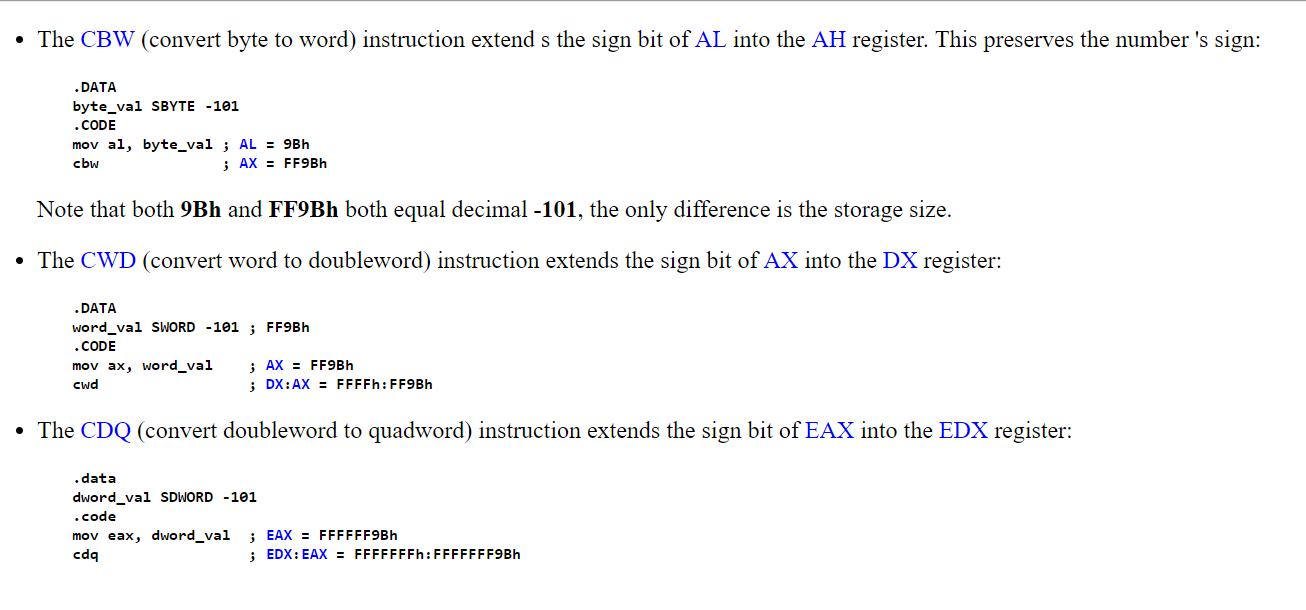 • The CBW (convert byte to word) instruction extend s the sign bit of AL into the AH register. This preserves the number 's sign:
.DATA
byte_val SBYTE -101
.CODE
mov al, byte_val ; AL = 9Bh
cbw              ; AX = FF9Bh
Note that both 9Bh and FF9Bh both equal decimal -101, the only difference is the storage size.
• The CWD (convert word to doubleword) instruction extends the sign bit of AX into the DX register:
.DATA
word_val SWORD -101 ; FF9Bh
.CODE
mov ax, word_val    ; AX = FF9Bh
cwd                 ; DX:AX = FFFFh:FF9Bh
• The CDQ (convert doubleword to quadword) instruction extends the sign bit of EAX into the EDX register:
.data
dword_val SDWORD -101
.code
mov eax, dword_val  ; EAX = FFFFFF9Bh
cdq                 ; EDX:EAX = FFFFFFFh:FFFFFFF9Bh